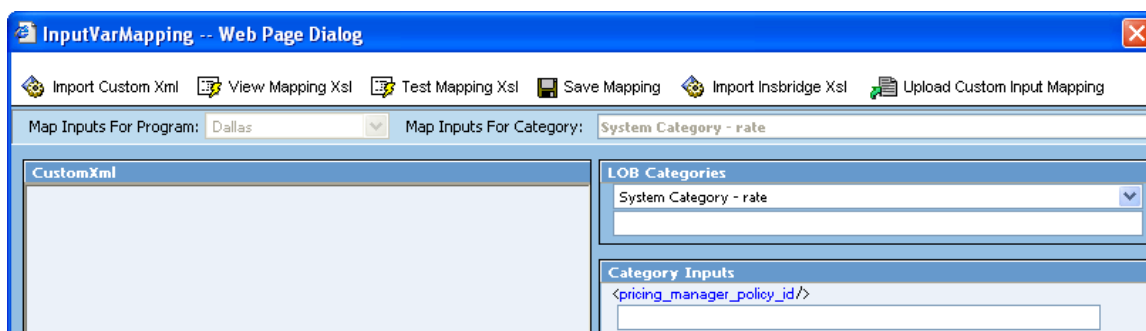 InputVarMapping -- Web Page Dialog
Import Custom Xml View Mapping Xsl Test Mapping Xsl Save Mapping Import Insbridge Xsl Upload Custom Input Mapping
Map Inputs For Program: Dallas Map Inputs For Category: System Category - rate
CustomXml
LOB Categories
System Category - rate
Category Inputs
<pricing_manager_policy_id/>